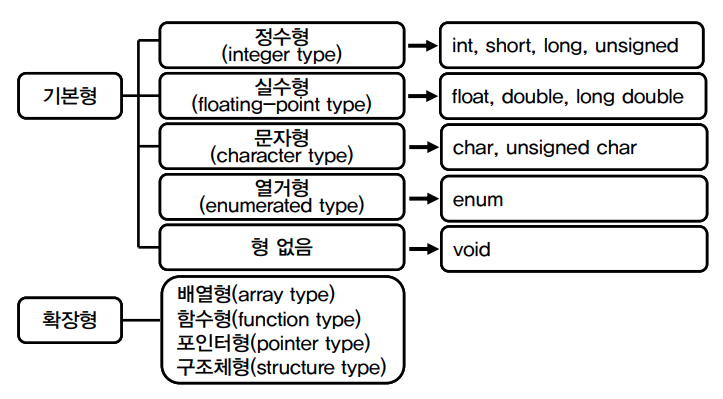 기본형
정수형
(integer type)
int, short, long, unsigned
실수형
(floating-point type)
float, double, long double
문자형
(character type)
char, unsigned char
열거형
(enumerated type)
enum
형 없음
void
확장형
배열형(array type)
함수형(function type)
포인터형(pointer type)
구조체형(structure type)